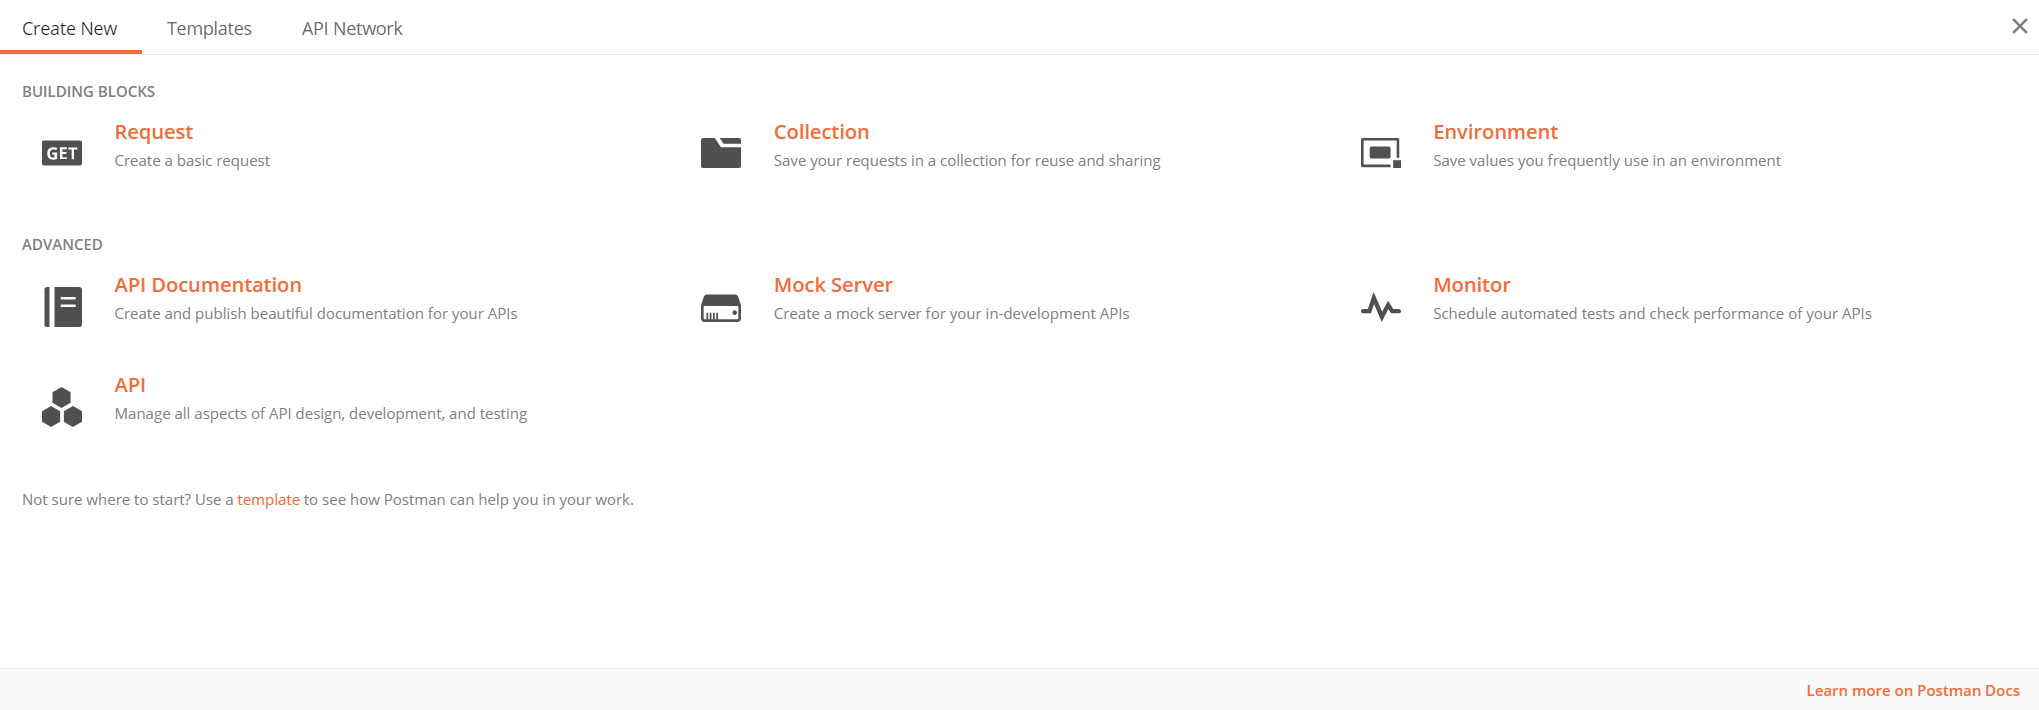 Create New
Templates
API Network
BUILDING BLOCKS
GET
Request
Create a basic request
Collection
Save your requests in a collection for reuse and sharing
Environment
Save values you frequently use in an environment
ADVANCED
API Documentation
Create and publish beautiful documentation for your APIs
Mock Server
Create a mock server for your in-development APIs
Monitor
Schedule automated tests and check performance of your APIs
API
Manage all aspects of API design, development, and testing
Not sure where to start? Use a template to see how Postman can help you in your work.
Learn more on Postman Docs